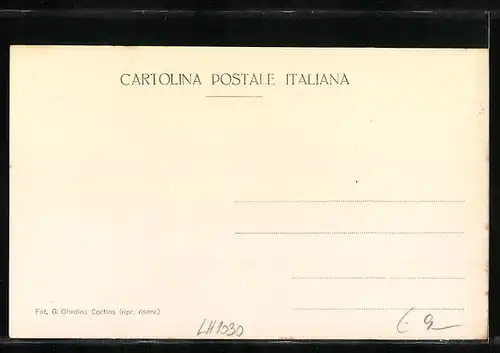 CARTOLINA POSTALE ITALIANA
Fot. G. Ghedina Cortina (ripr. riserv.)
LH1030